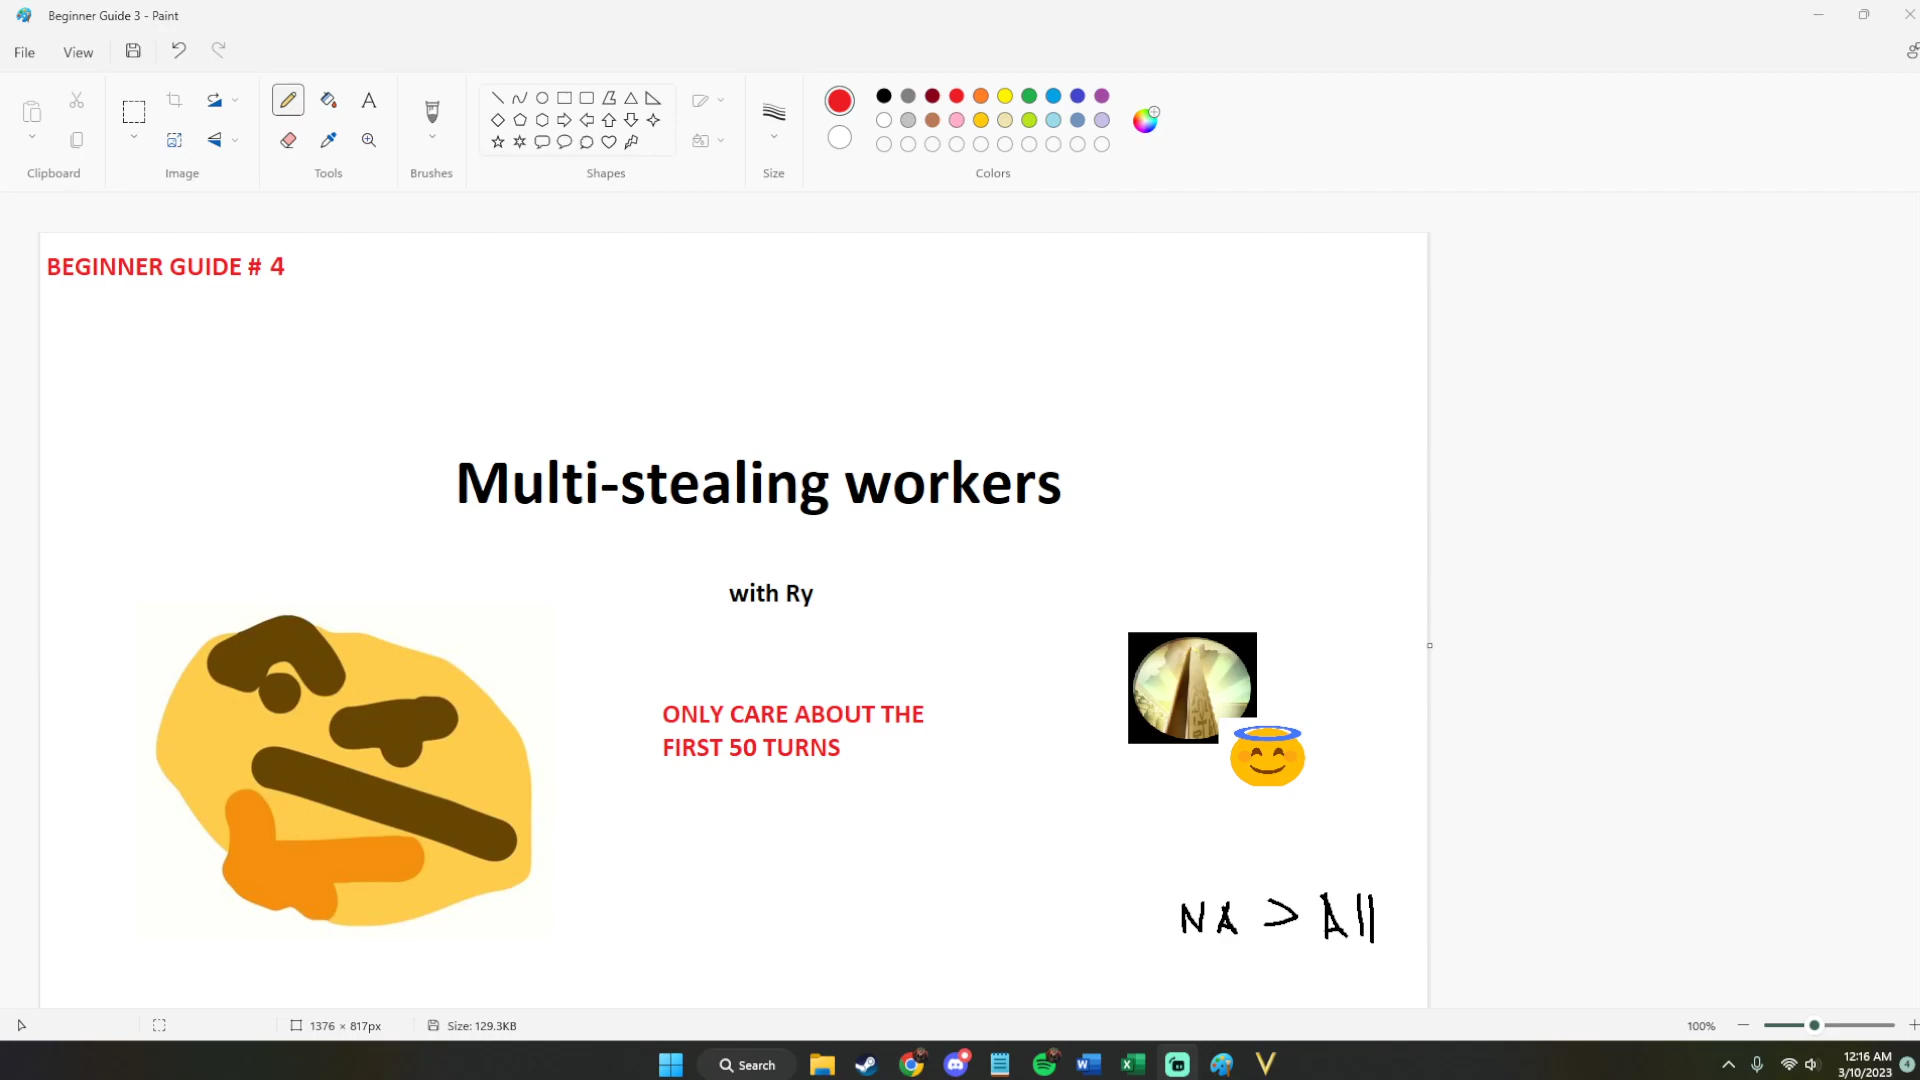 Beginner Guide 3 - Paint
File
View
Clipboard
Image
Tools
Brushes
Shapes
Size
Colors
BEGINNER GUIDE # 4
Multi-stealing workers
with Ry
ONLY CARE ABOUT THE
FIRST 50 TURNS
NA > All
1376 × 817px
Size: 129.3KB
100%
Search
12:16 AM
3/10/2023
4